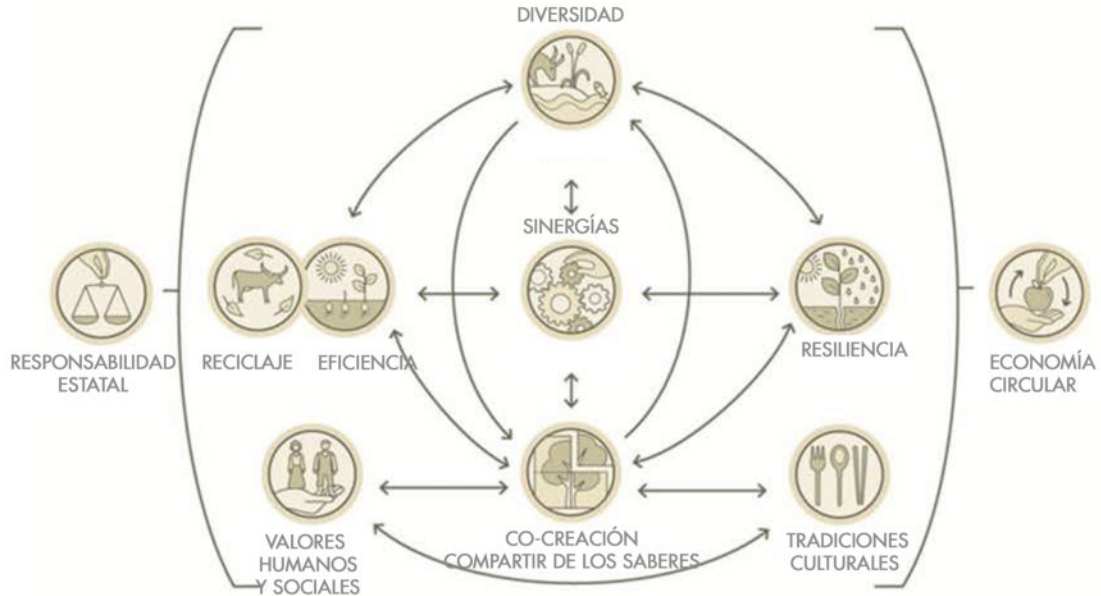 DIVERSIDAD
SINERGÍAS
RESPONSABILIDAD
ESTATAL
RECICLAJE
EFICIENCIA
RESILIENCIA
ECONOMÍA
CIRCULAR
VALORES
HUMANOS
Y SOCIALES
CO-CREACIÓN
COMPARTIR DE LOS SABERES
TRADICIONES
CULTURALES